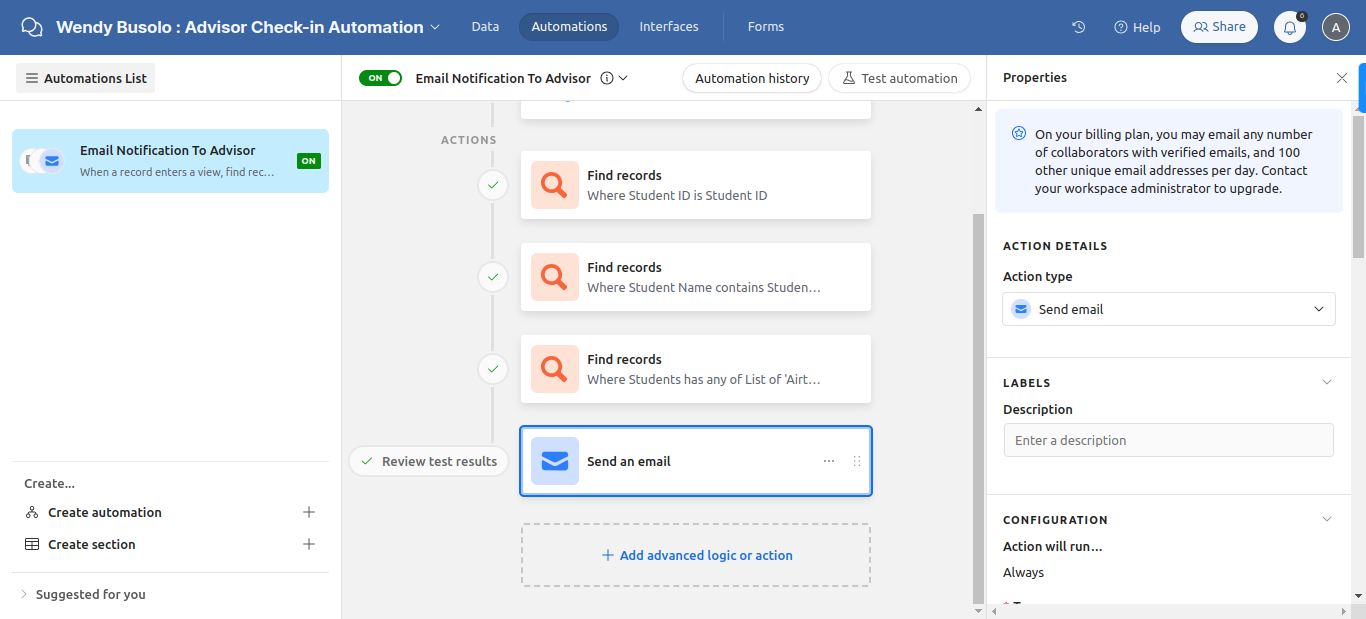 Wendy Busolo : Advisor Check-in Automation
Data
Automations
Interfaces
Forms
Help
Share
0
A
Automations List
ON
Email Notification To Advisor
Automation history
Test automation
Properties
Email Notification To Advisor
When a record enters a view, find rec…
ON
Create...
Create automation
Create section
Suggested for you
ACTIONS
Find records
Where Student ID is Student ID
Find records
Where Student Name contains Studen…
Find records
Where Students has any of List of 'Airt…
Review test results
Send an email
Add advanced logic or action
On your billing plan, you may email any number
of collaborators with verified emails, and 100
other unique email addresses per day. Contact
your workspace administrator to upgrade.
ACTION DETAILS
Action type
Send email
LABELS
Description
Enter a description
CONFIGURATION
Action will run…
Always